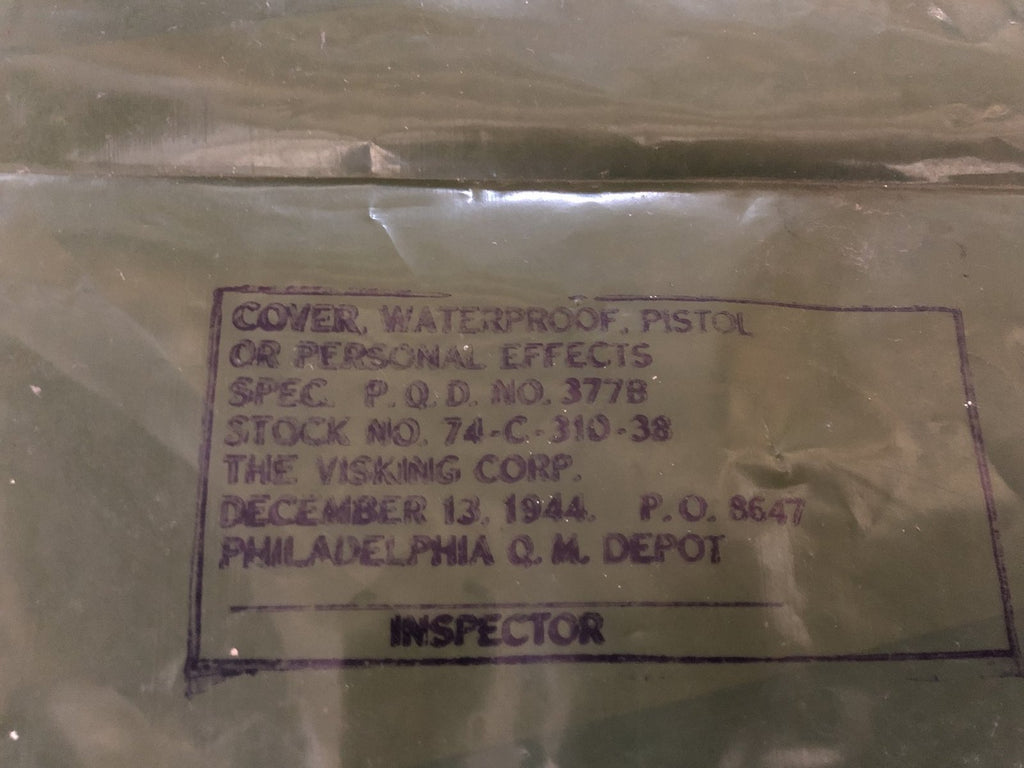 COVER, WATERPROOF, PISTOL
OR PERSONAL EFFECTS
SPEC. P. Q. D. NO. 377B
STOCK NO. 74-C-310-38
THE VISKING CORP.
DECEMBER 13, 1944. P. O. 8647
PHILADELPHIA Q. M. DEPOT
INSPECTOR